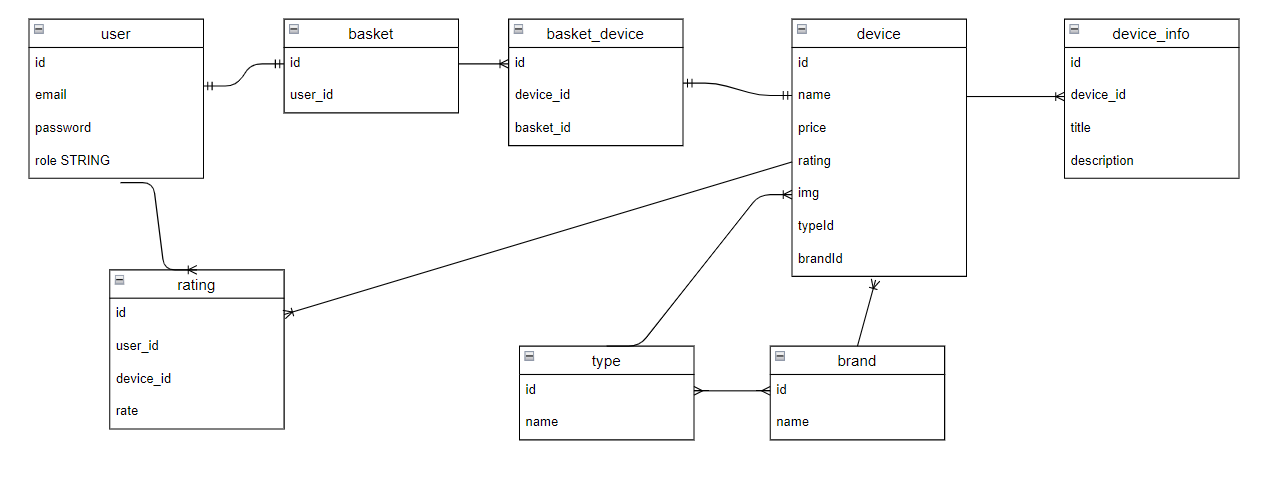 user
id
email
password
role STRING
basket
id
user_id
basket_device
id
device_id
basket_id
device
id
name
price
rating
img
typeId
brandId
device_info
id
device_id
title
description
rating
id
user_id
device_id
rate
type
id
name
brand
id
name